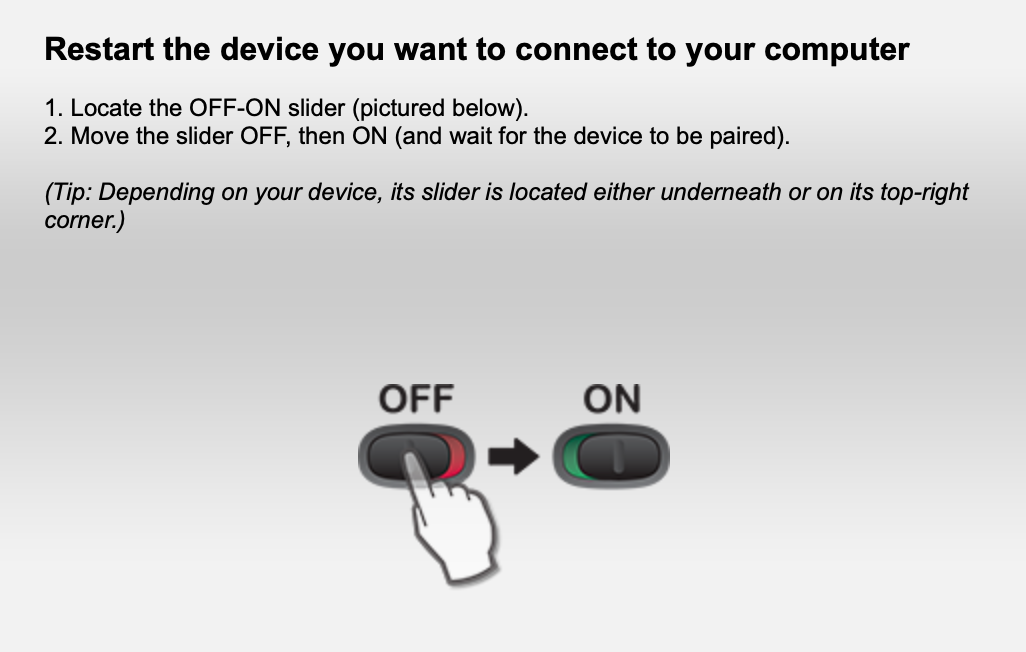 Restart the device you want to connect to your computer
1. Locate the OFF-ON slider (pictured below).
2. Move the slider OFF, then ON (and wait for the device to be paired).
(Tip: Depending on your device, its slider is located either underneath or on its top-right
corner.)
OFF ON